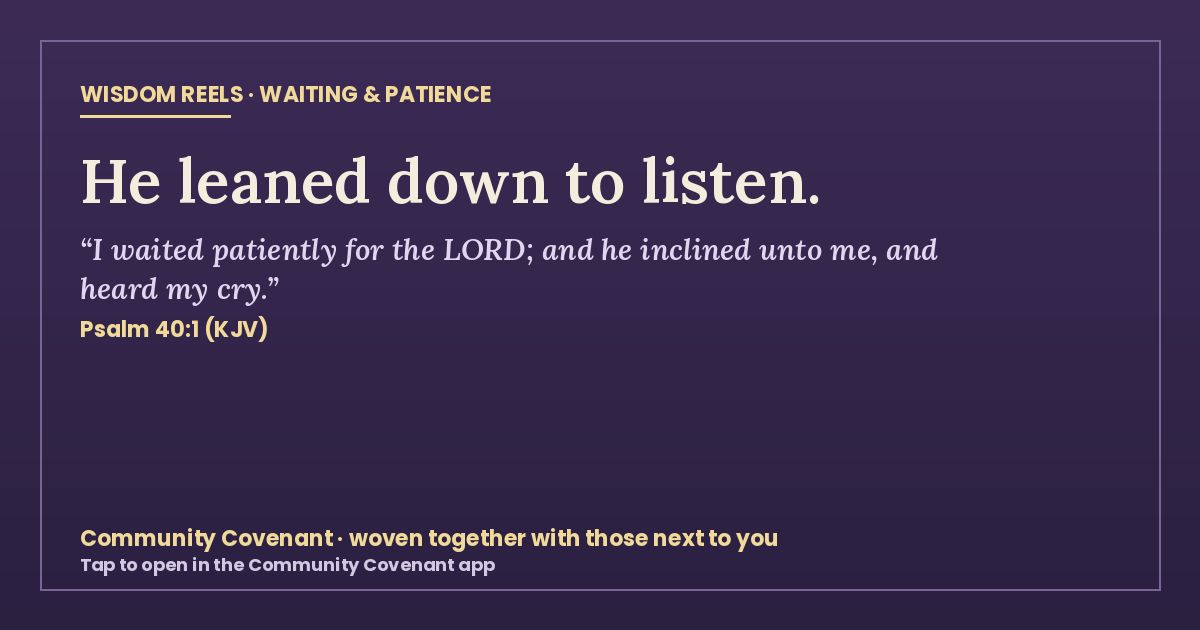 WISDOM REELS · WAITING & PATIENCE
He leaned down to listen.
“I waited patiently for the LORD; and he inclined unto me, and
heard my cry.”
Psalm 40:1 (KJV)
Community Covenant · woven together with those next to you
Tap to open in the Community Covenant app